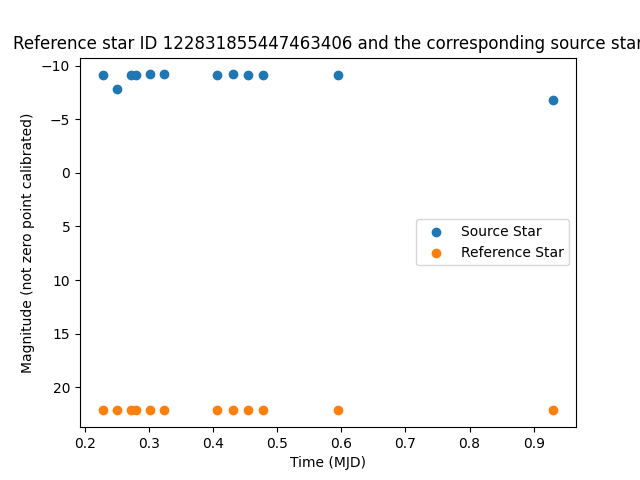 Reference star ID 122831855447463406 and the corresponding source star
Magnitude (not zero point calibrated)
−10
−5
0
5
10
15
20
Source Star
Reference Star
0.2 0.3 0.4 0.5 0.6 0.7 0.8 0.9
Time (MJD)